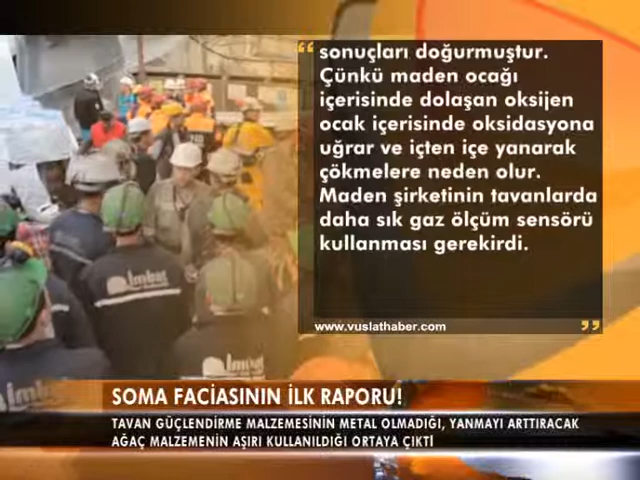 “ sonuçları doğurmuştur.
Çünkü maden ocağı
içerisinde dolaşan oksijen
ocak içerisinde oksidasyona
uğrar ve içten içe yanarak
çökmelere neden olur.
Maden şirketinin tavanlarda
daha sık gaz ölçüm sensörü
kullanması gerekirdi.
www.vuslathaber.com ”
İmbat
İmbat
SOMA FACİASININ İLK RAPORU!
TAVAN GÜÇLENDİRME MALZEMESİNİN METAL OLMADIĞI, YANMAYI ARTTIRACAK
AĞAÇ MALZEMENİN AŞIRI KULLANILDIĞI ORTAYA ÇIKTI